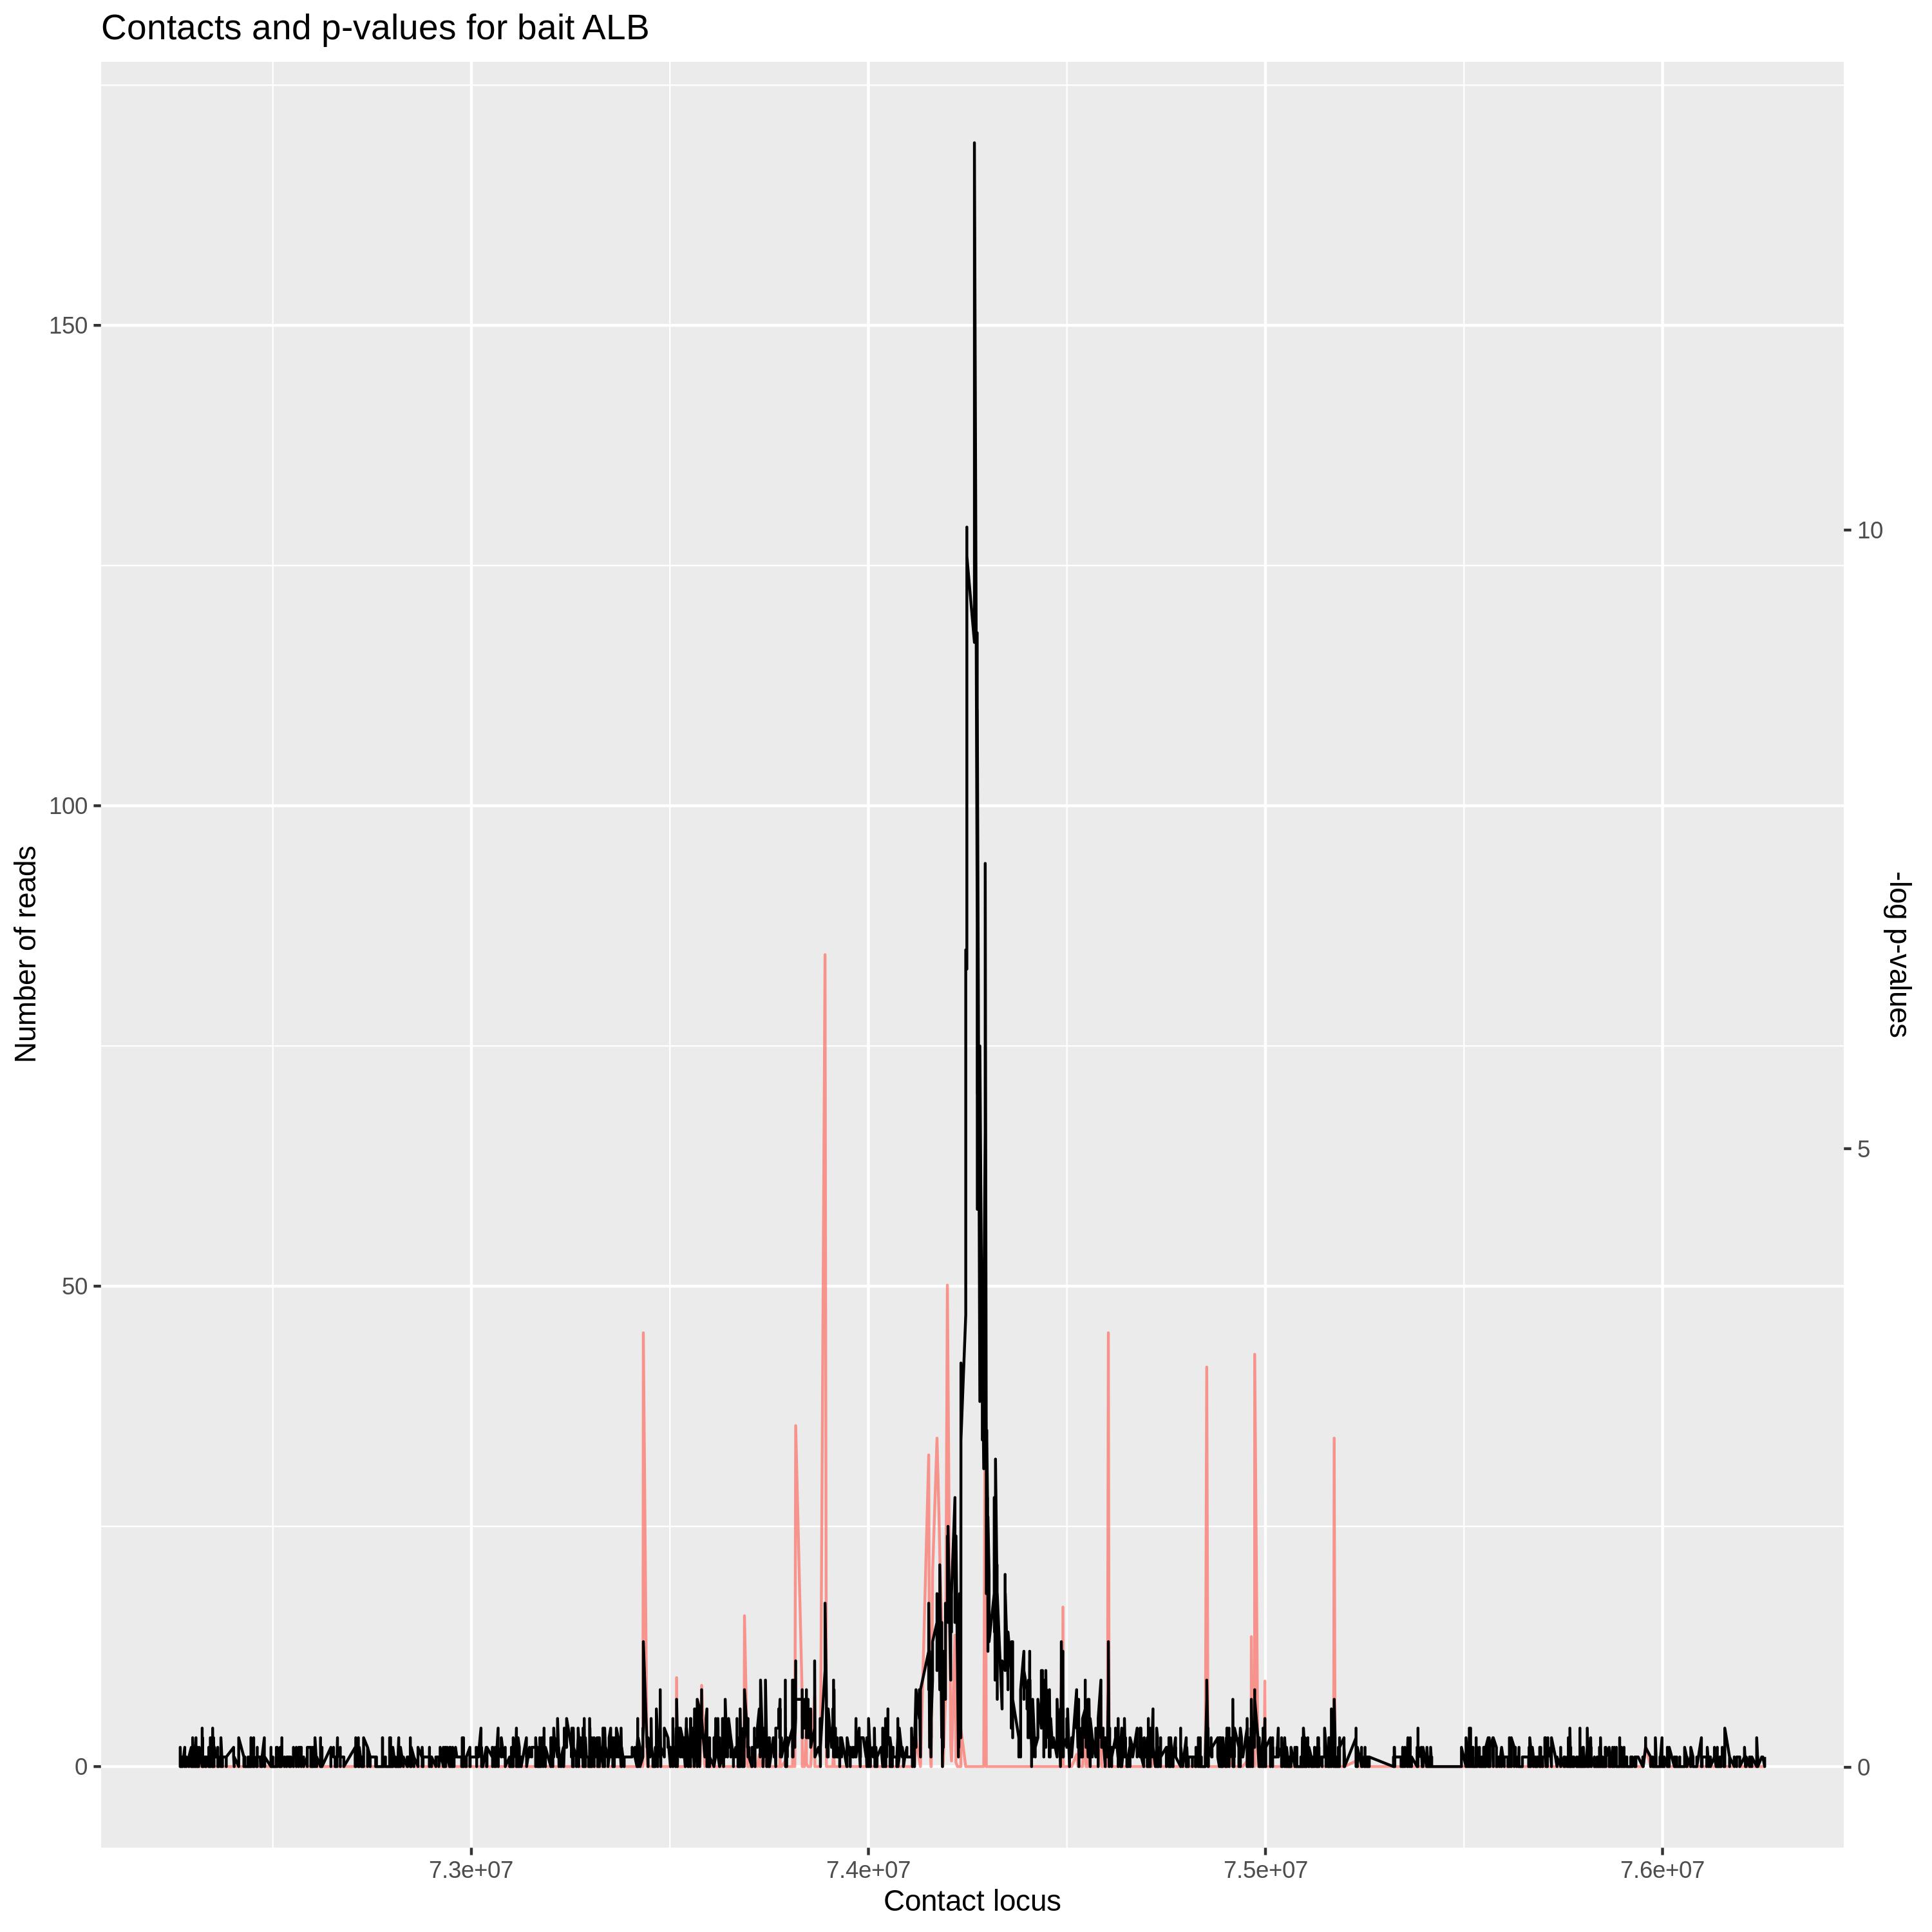 Contacts and p-values for bait ALB
150
100
50
0
Number of reads
10
5
0
-log p-values
7.3e+07
7.4e+07
7.5e+07
7.6e+07
Contact locus